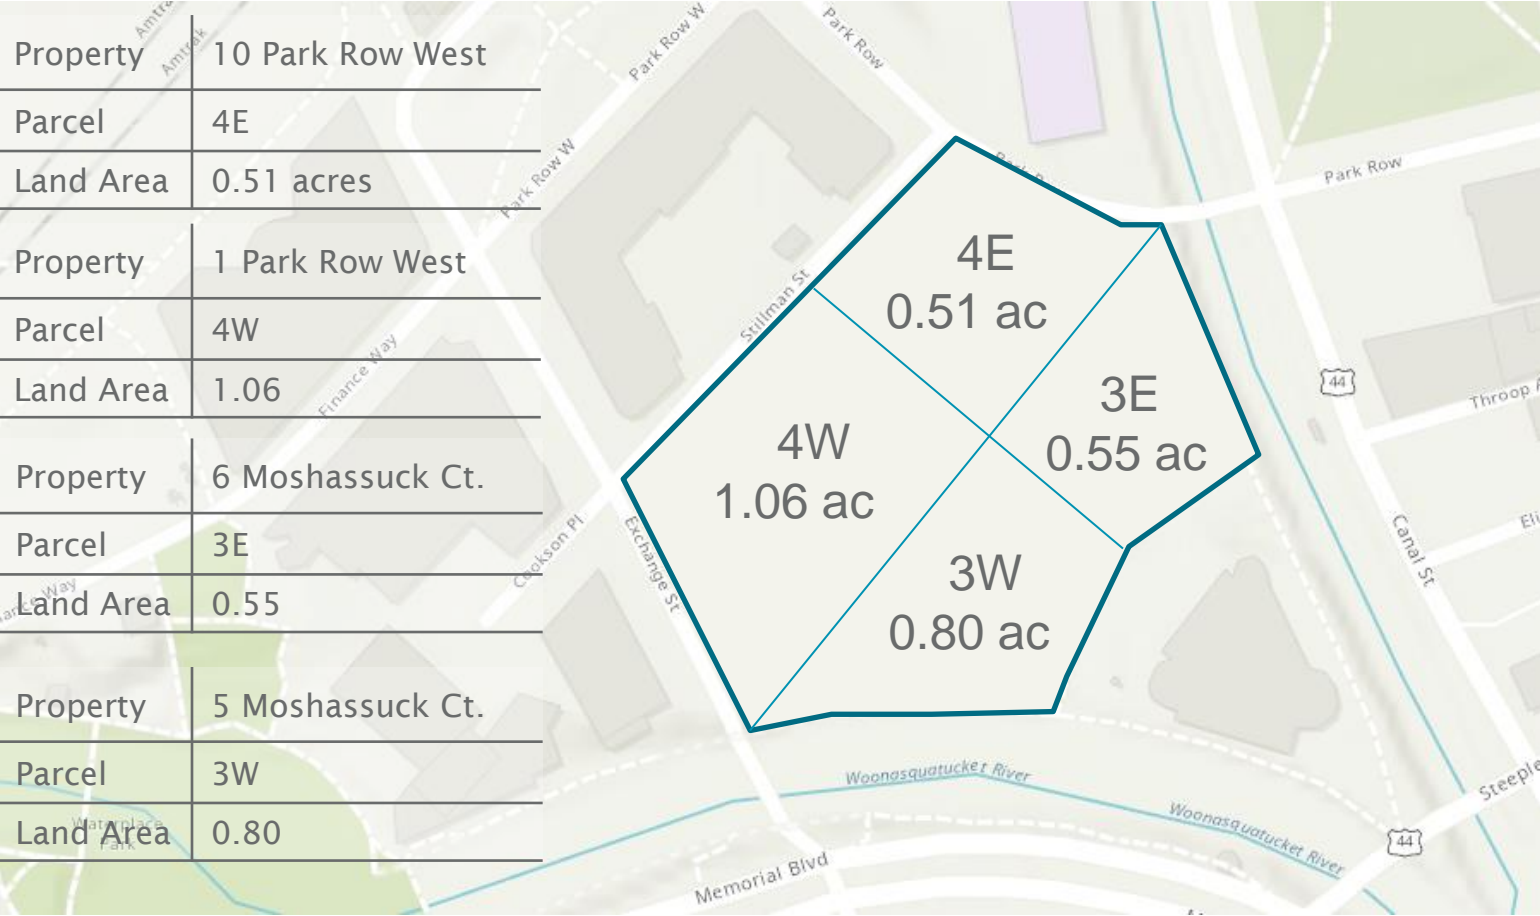 Property 10 Park Row West
Parcel 4E
Land Area 0.51 acres
Property 1 Park Row West
Parcel 4W
Land Area 1.06
Property 6 Moshassuck Ct.
Parcel 3E
Land Area 0.55
Property 5 Moshassuck Ct.
Parcel 3W
Land Area 0.80
Amtrak
Park Row W
Park Row
Park Row W
Park Row
4E
0.51 ac
Stillman St
Finance Way
3E
0.55 ac
44
Throop
4W
1.06 ac
Cookson Pl
Exchange St
Canal St
3W
0.80 ac
Woonasquatucket River
Woonasquatucket River
Waterplace
Park
44
Memorial Blvd